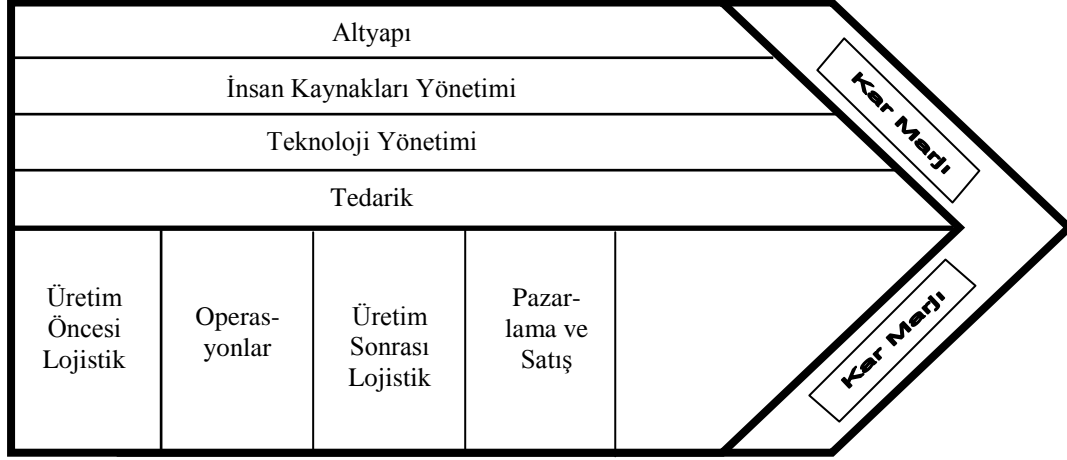 Altyapı
İnsan Kaynakları Yönetimi
Teknoloji Yönetimi
Tedarik
Kar Marjı
Üretim
Öncesi
Lojistik
Operas-
yonlar
Üretim
Sonrası
Lojistik
Pazar-
lama ve
Satış
Kar Marjı